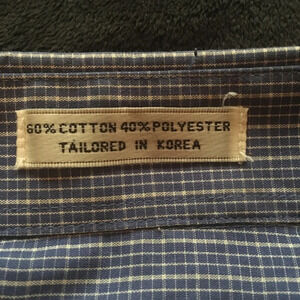 60% COTTON 40% POLYESTER
TAILORED IN KOREA